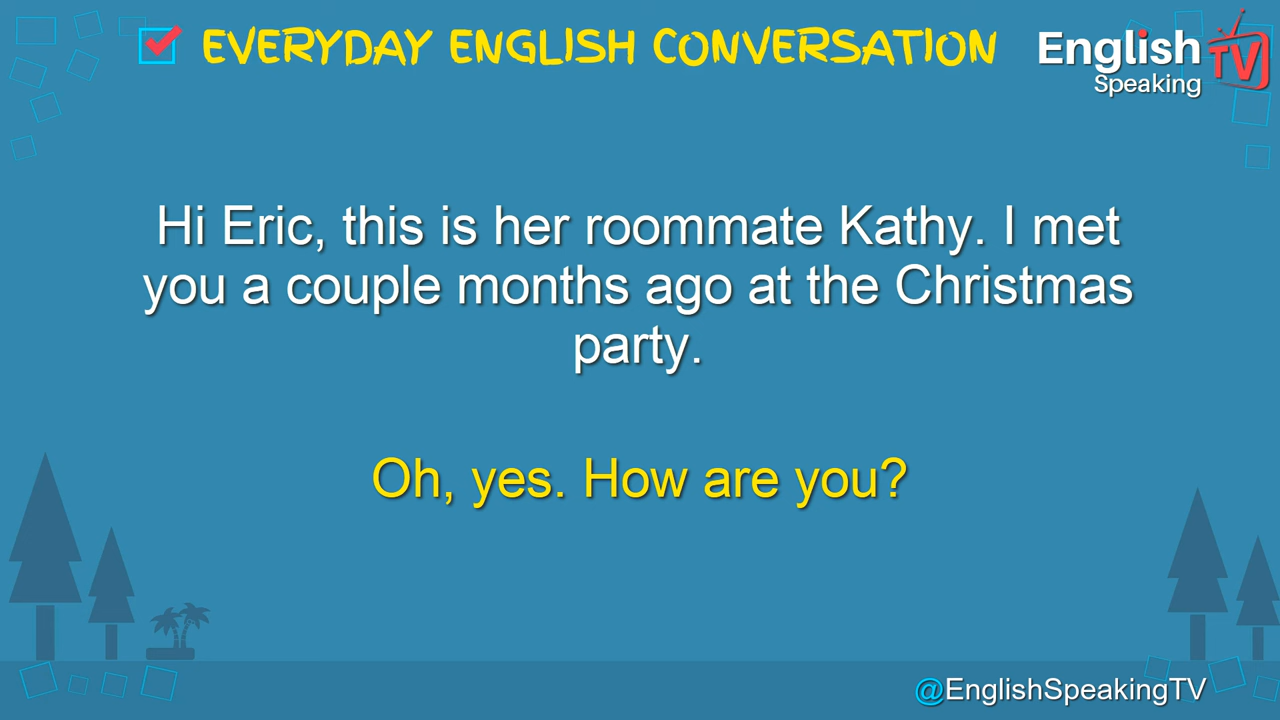 EVERYDAY ENGLISH CONVERSATION
English
Speaking
TV
Hi Eric, this is her roommate Kathy. I met
you a couple months ago at the Christmas
party.
Oh, yes. How are you?
@EnglishSpeakingTV